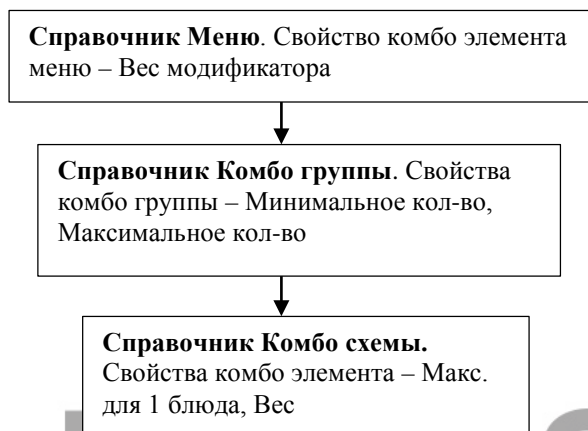 Справочник Меню. Свойство комбо элемента
меню – Вес модификатора
Справочник Комбо группы. Свойства
комбо группы – Минимальное кол-во,
Максимальное кол-во
Справочник Комбо схемы.
Свойства комбо элемента – Макс.
для 1 блюда, Вес